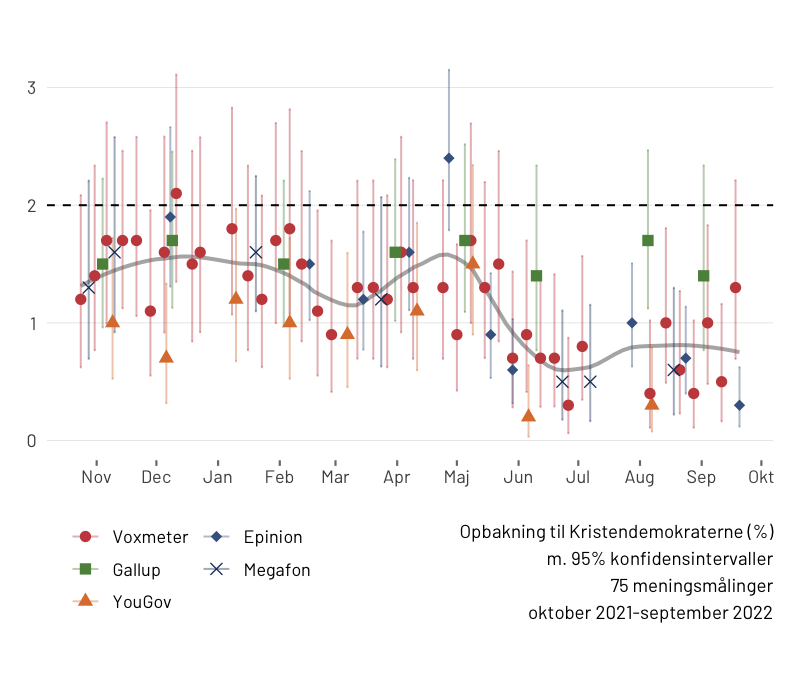 3
2
1
0
Nov Dec Jan Feb Mar Apr Maj Jun Jul Aug Sep Okt
Voxmeter
Epinion
Gallup
Megafon
YouGov
Opbakning til Kristendemokraterne (%)
m. 95% konfidensintervaller
75 meningsmålinger
oktober 2021-september 2022